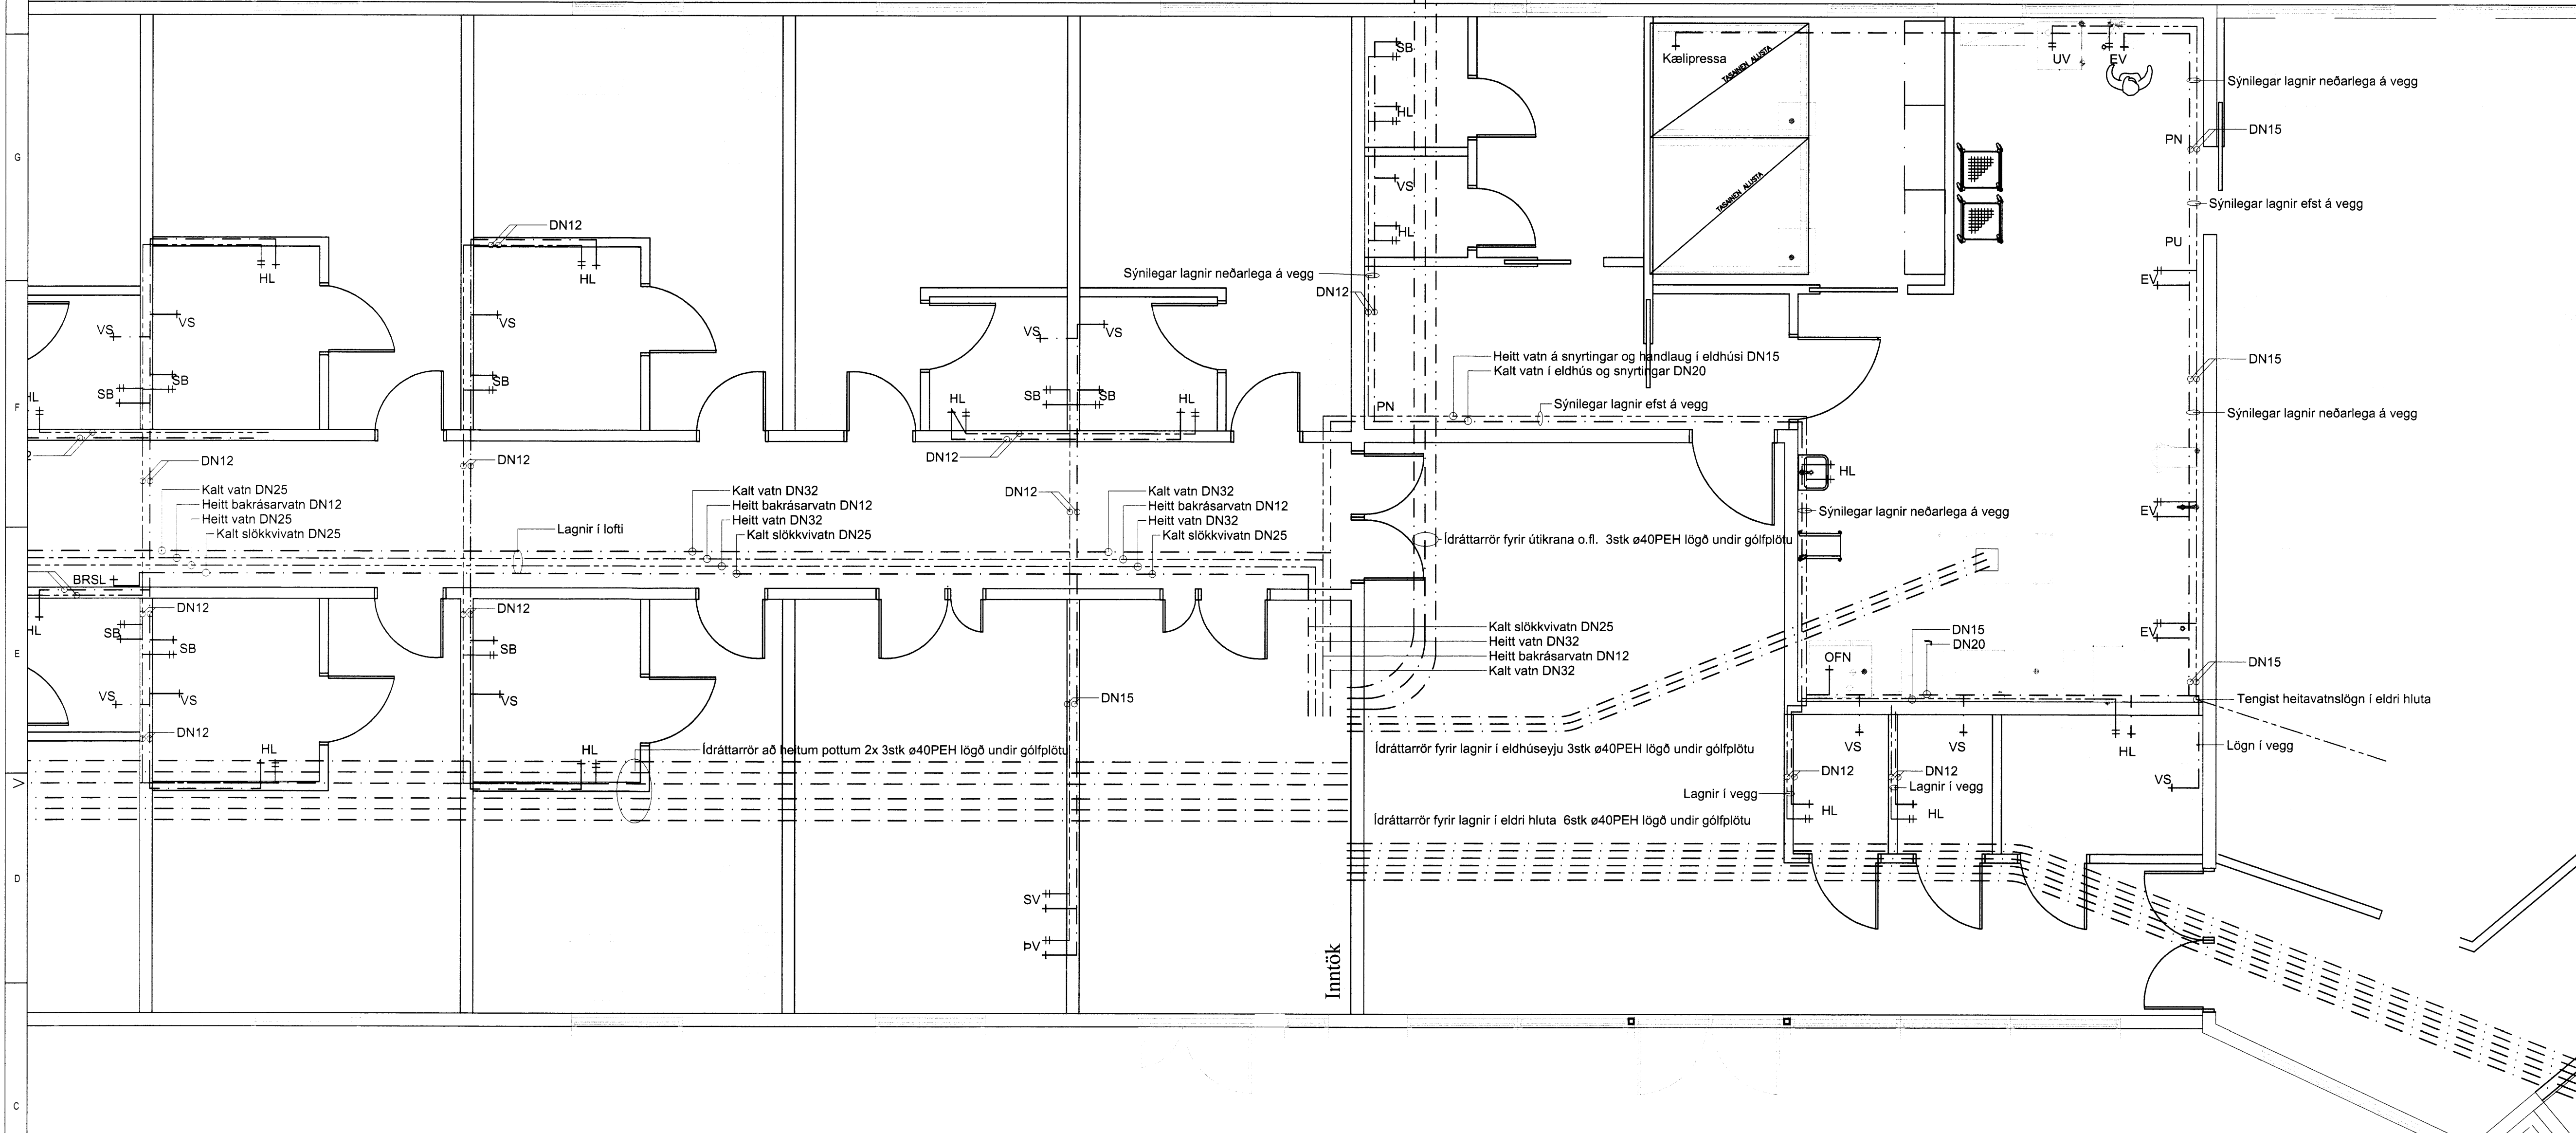 SB
Kælipressa
TASAINEN ALUSTA
UV
EV
Sýnilegar lagnir neðarlega á vegg
HL
PN
DN15
G
VS
TASAINEN ALUSTA
Sýnilegar lagnir efst á vegg
DN12
HL
PU
HL
HL
Sýnilegar lagnir neðarlega á vegg
EV
DN12
VS
VS
VS
VS
VS
Heitt vatn á snyrtingar og handlaug í eldhúsi DN15
DN15
Kalt vatn í eldhús og snyrtingar DN20
SB
SB
SB
SB
SB
HL
HL
HL
F
PN
Sýnilegar lagnir efst á vegg
Sýnilegar lagnir neðarlega á vegg
DN12
DN12
DN12
HL
Kalt vatn DN25
Heitt bakrásarvatn DN12
Heitt vatn DN25
Kalt slökkvivatn DN25
Kalt vatn DN32
Heitt bakrásarvatn DN12
Heitt vatn DN32
Kalt slökkvivatn DN25
DN12
Kalt vatn DN32
Heitt bakrásarvatn DN12
Heitt vatn DN32
Kalt slökkvivatn DN25
Lagnir í lofti
Sýnilegar lagnir neðarlega á vegg
EV
Ídráttarrör fyrir útikrana o.fl. 3stk ø40PEH lögð undir gólfplötu
BRSL
DN12
DN12
HL
SB
SB
SB
Kalt slökkvivatn DN25
Heitt vatn DN32
Heitt bakrásarvatn DN12
Kalt vatn DN32
DN15
DN20
EV
E
OFN
DN15
VS
VS
VS
DN15
Tengist heitavatnslögn í eldri hluta
DN12
HL
HL
Ídráttarrör að heitum pottum 2x 3stk ø40PEH lögð undir gólfplötu
Ídráttarrör fyrir lagnir í eldhúseyju 3stk ø40PEH lögð undir gólfplötu
VS
VS
HL
Lögn í vegg
DN12
DN12
VS
Lagnir í vegg
Lagnir í vegg
HL
HL
Ídráttarrör fyrir lagnir í eldri hluta 6stk ø40PEH lögð undir gólfplötu
D
SV
ÞV
Inntök
C